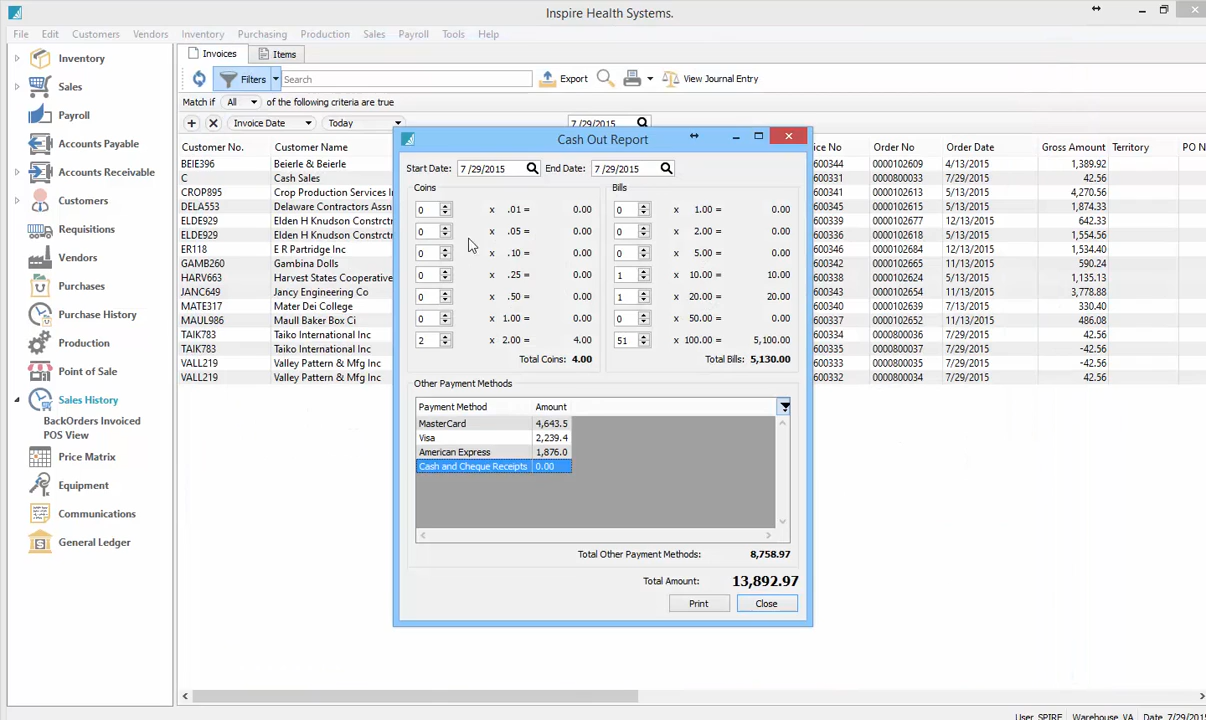 Inspire Health Systems.
File Edit Customers Vendors Inventory Purchasing Production Sales Payroll Tools Help
Inventory
Sales
Payroll
Accounts Payable
Accounts Receivable
Customers
Requisitions
Vendors
Purchases
Purchase History
Production
Point of Sale
Sales History
BackOrders Invoiced
POS View
Price Matrix
Equipment
Communications
General Ledger
Invoices Items
Filters Search Export View Journal Entry
Match if All of the following criteria are true
Invoice Date Today 7 /29/2015
Customer No. Customer Name ice No Order No Order Date Gross Amount Territory PO N
BEIE396 Beierle & Beierle 600344 0000102609 4/13/2015 1,389.92
C Cash Sales 600331 0000800033 7/29/2015 42.56
CROP895 Crop Production Services I 600345 0000102613 5/13/2015 4,270.56
DELA553 Delaware Contractors Assn 600343 0000102615 5/13/2015 1,874.33
ELDE929 Elden H Knudson Constrctr 600339 0000102644 12/13/2015 642.33
ELDE929 Elden H Knudson Constrctr 600336 0000102618 7/13/2015 1,554.56
ER118 E R Partridge Inc 600341 0000102647 11/13/2015 66.44
GAMB260 Gambina Dolls 600342 0000102655 11/13/2015 590.24
HARV663 Harvest States Cooperative 600338 0000102624 10/13/2015 1,135.13
JANC649 Jancy Engineering Co 600335 0000102654 11/13/2015 3,778.88
MATE317 Mater Dei College 600340 0000102639 7/13/2015 330.40
MAUL986 Maull Baker Box Ci 600337 0000102627 11/13/2015 486.08
TAIK783 Taiko International Inc 600334 0000800036 7/29/2015 42.56
TAIK783 Taiko International Inc 600333 0000800035 7/29/2015 -42.56
VALL219 Valley Pattern & Mfg Inc 600333 0000800035 7/29/2015 -42.56
VALL219 Valley Pattern & Mfg Inc 600332 0000800034 7/29/2015 42.56
Cash Out Report
Start Date: 7 /29/2015 End Date: 7 /29/2015
Coins
0 x .01 = 0.00
0 x .05 = 0.00
0 x .10 = 0.00
0 x .25 = 0.00
0 x .50 = 0.00
0 x 1.00 = 0.00
2 x 2.00 = 4.00
Total Coins: 4.00
Bills
0 x 1.00 = 0.00
0 x 2.00 = 0.00
0 x 5.00 = 0.00
1 x 10.00 = 10.00
1 x 20.00 = 20.00
0 x 50.00 = 0.00
51 x 100.00 = 5,100.00
Total Bills: 5,130.00
Other Payment Methods
Payment Method Amount
MasterCard 4,643.5
Visa 2,239.4
American Express 1,876.0
Cash and Cheque Receipts 0.00
Total Other Payment Methods: 8,758.97
Total Amount: 13,892.97
Print Close
User SPIRE Warehouse VA Date 7/29/2015